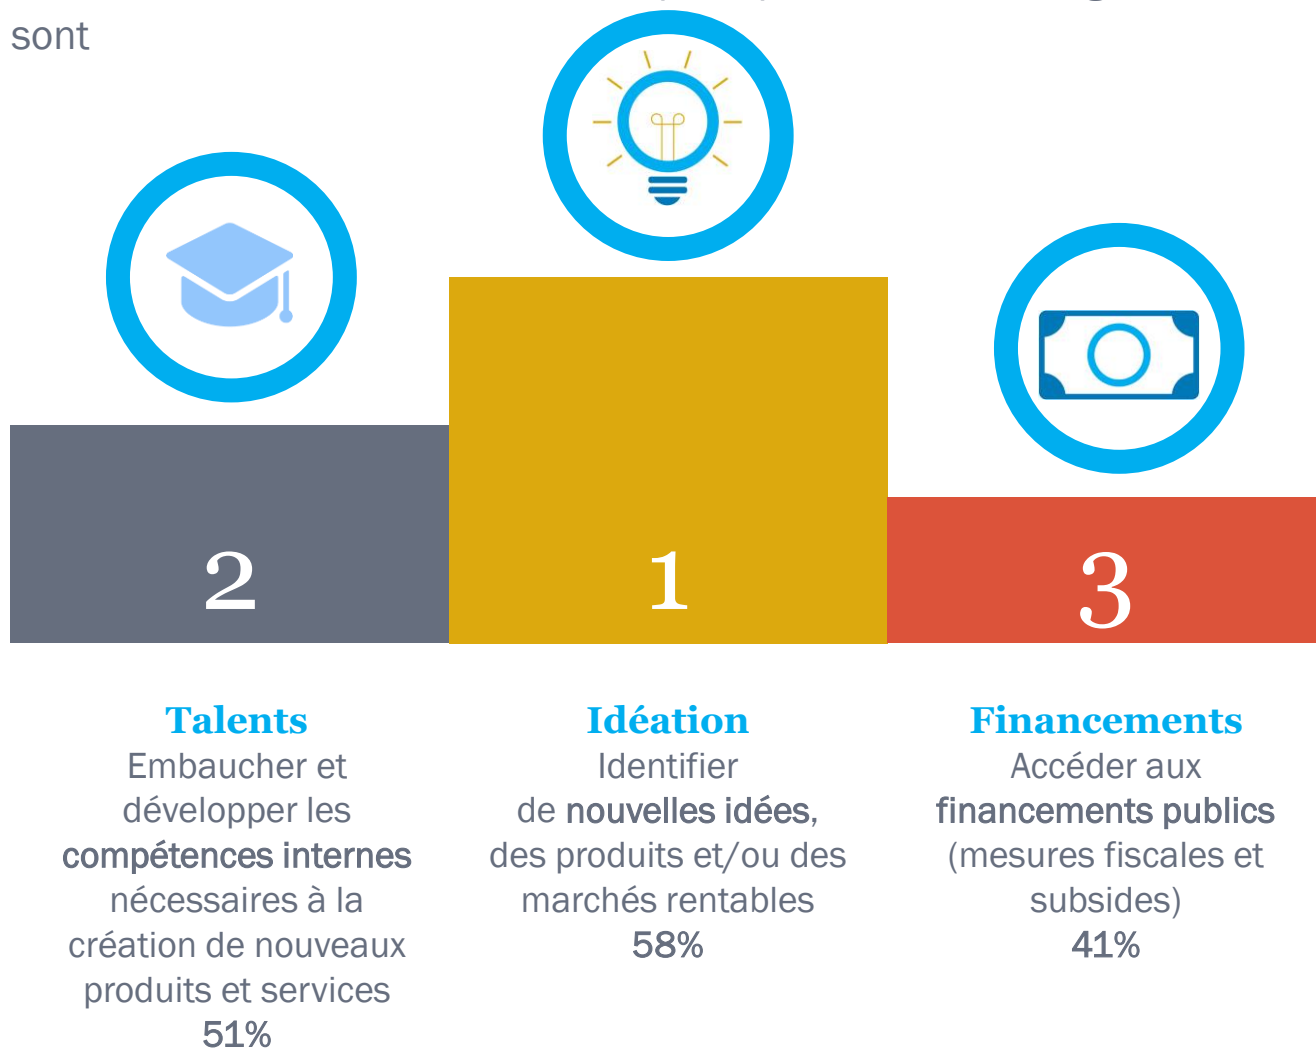 sont
2
1
3
Talents
Embaucher et
développer les
compétences internes
nécessaires à la
création de nouveaux
produits et services
51%
Idéation
Identifier
de nouvelles idées,
des produits et/ou des
marchés rentables
58%
Financements
Accéder aux
financements publics
(mesures fiscales et
subsides)
41%